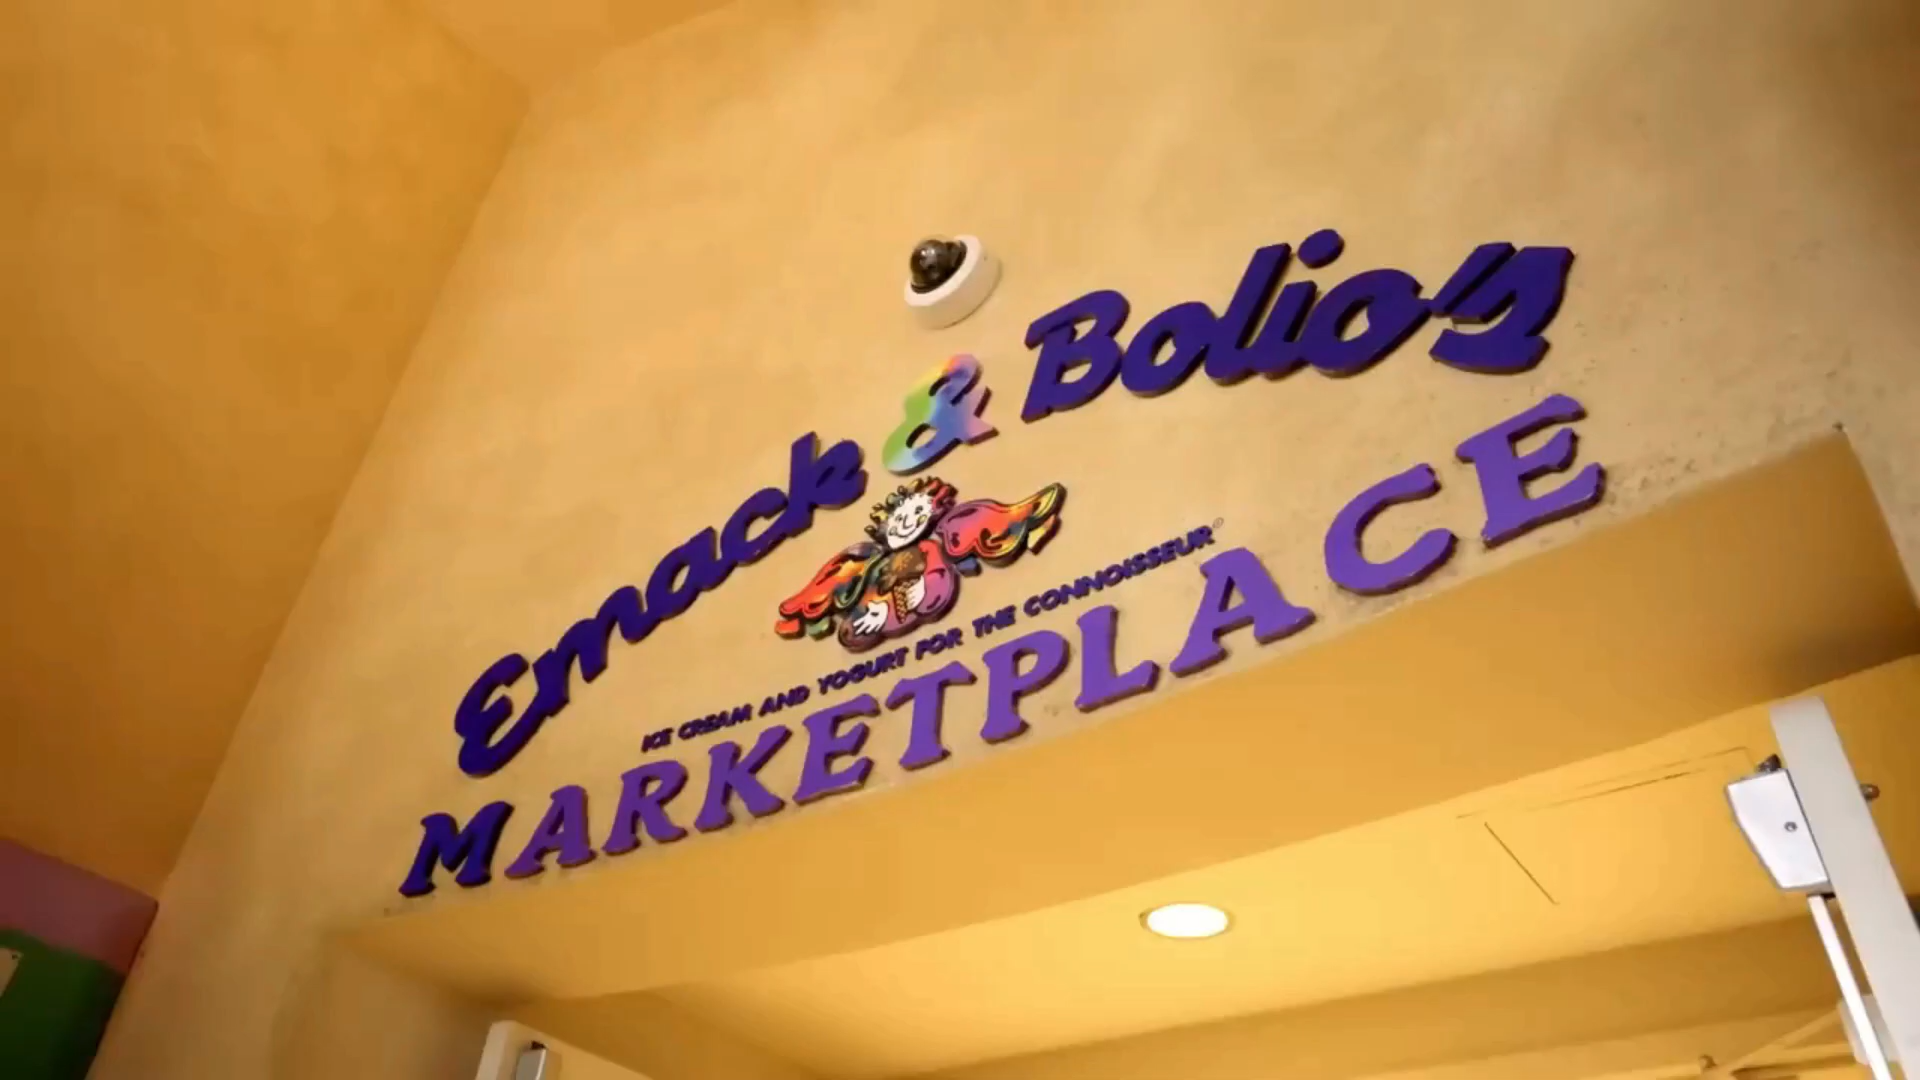 Emack & Bolio's
ICE CREAM AND YOGURT FOR THE CONNOISSEUR®
MARKETPLACE